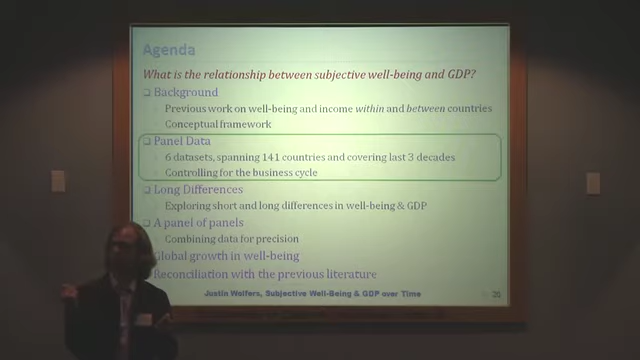 Agenda
What is the relationship between subjective well-being and GDP?
Background
Previous work on well-being and income within and between countries
Conceptual framework
Panel Data
6 datasets, spanning 141 countries and covering last 3 decades
Controlling for the business cycle
Long Differences
Exploring short and long differences in well-being & GDP
A panel of panels
Combining data for precision
Global growth in well-being
Reconciliation with the previous literature
Justin Wolfers, Subjective Well-Being & GDP over Time